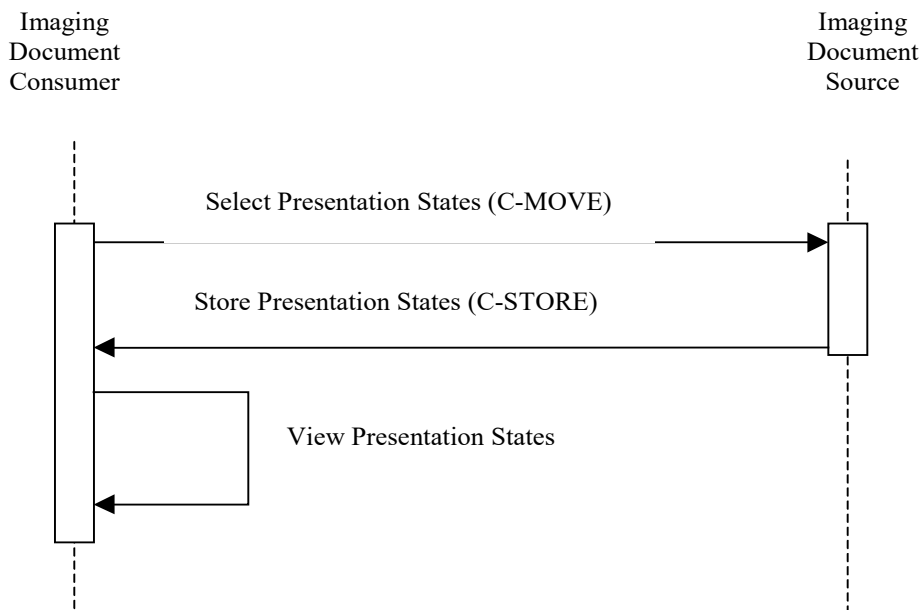 Imaging
Document
Consumer
Imaging
Document
Source
Select Presentation States (C-MOVE)
Store Presentation States (C-STORE)
View Presentation States